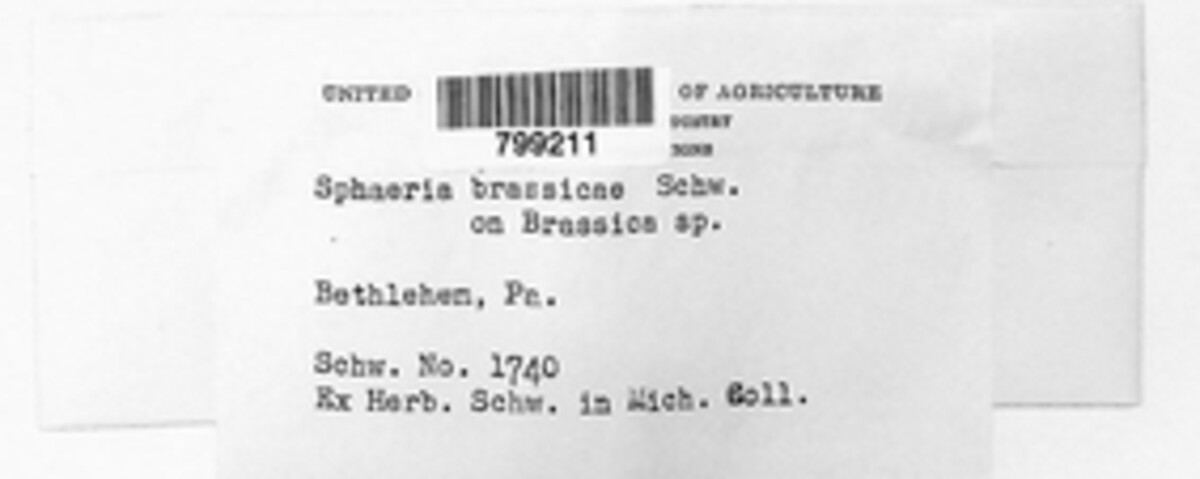 UNITED OF AGRICULTURE
799211
Sphaeria brassicae Schw.
on Brassica sp.
Bethlehem, Pa.
Schw. No. 1740
Ex Herb. Schw. in Mich. Coll.